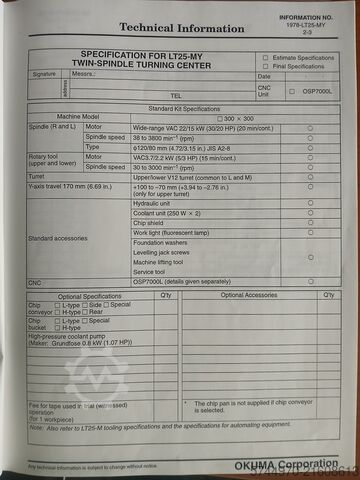 Technical Information
INFORMATION NO.
1978-LT25-MY
2-3
SPECIFICATION FOR LT25-MY
TWIN-SPINDLE TURNING CENTER
□ Estimate Specifications
□ Final Specifications
Signature
address
Messrs.:
TEL
Date
CNC
Unit
□ OSP7000L
Standard Kit Specifications
Machine Model
□ 300 × 300
Spindle (R and L)
Motor
Wide-range VAC 22/15 kW (30/20 HP) (20 min/cont.)
○
Spindle speed
38 to 3800 min⁻¹
○
Type
φ120/80 mm (4.72/3.15 in.) JIS A2-8
○
Rotary tool
(upper and lower)
Motor
VAC3.7/2.2 kW (5/3 HP) (15 min/cont.)
○
Spindle speed
30 to 3000 min⁻¹
○
Turret
Upper/lower V12 turret (common to L and M)
○
Y-axis travel 170 mm (6.69 in.)
+100 to –70 mm (+3.94 to –2.76 in.)
(only for upper turret)
○
Standard accessories
Hydraulic unit
○
Coolant unit (250 W × 2)
○
Chip shield
○
Work light (fluorescent lamp)
○
Foundation washers
Levelling jack screws
Machine lifting tool
Service tool
○
CNC
OSP7000L (details given separately)
○
Optional Specifications
Q'ty
Optional Accessories
Q'ty
Chip
conveyor
□ L-type □ Side □ Special
□ H-type □ Rear
Chip
bucket
□ L-type □ Special
□ H-type
High-pressure coolant pump
(Maker: Grundfose 0.8 kW (1.07 HP))
Fee for tape used in trial (witnessed)
operation
(for 1 workpiece)
* The chip pan is not supplied if chip conveyor
is selected.
Note: Also refer to LT25-M tooling specifications and the specifications for automating equipment.
Any technical information is subject to change without notice.
OKUMA Corporation